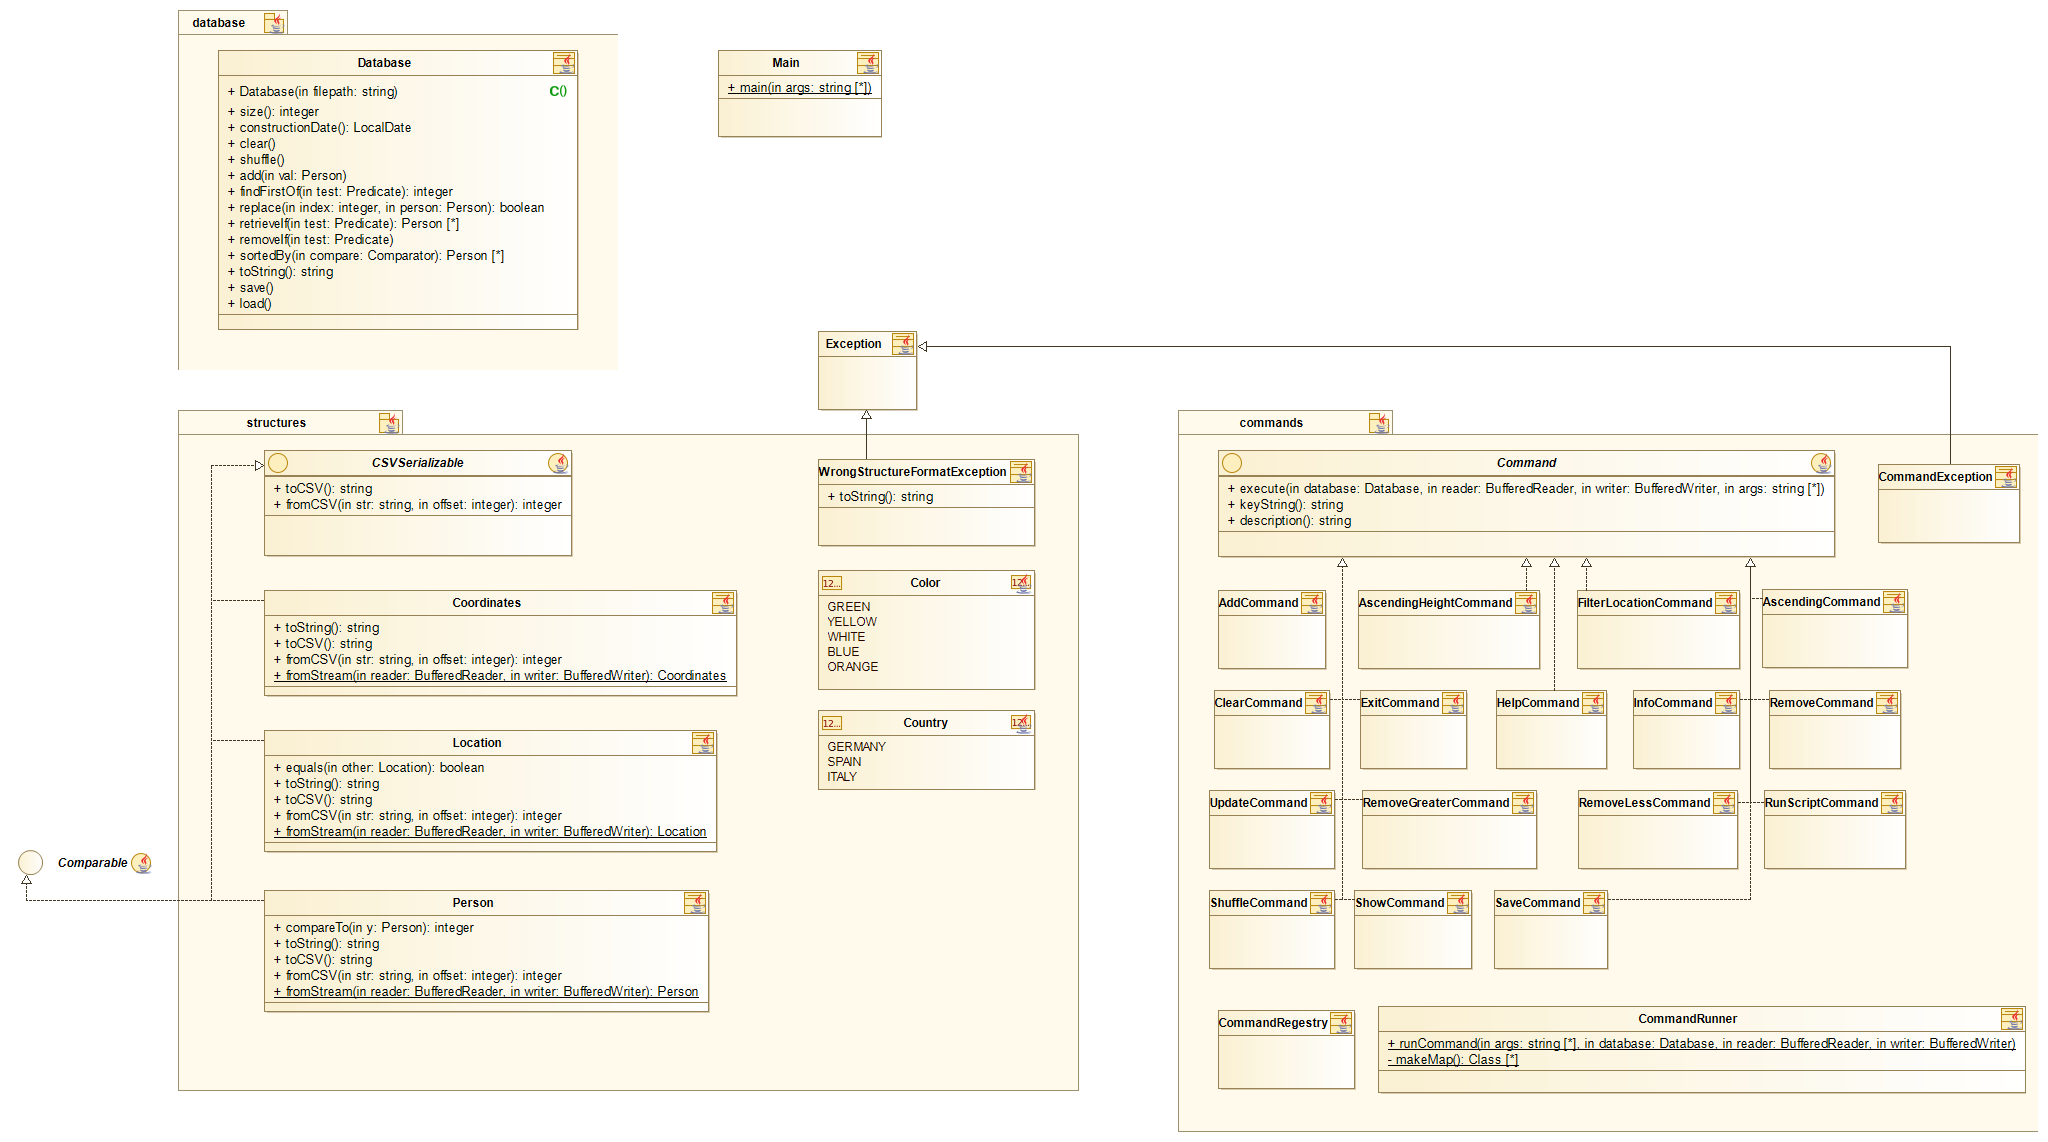 database
Database
+ Database(in filepath: string)
C()
+ size(): integer
+ constructionDate(): LocalDate
+ clear()
+ shuffle()
+ add(in val: Person)
+ findFirstOf(in test: Predicate): integer
+ replace(in index: integer, in person: Person): boolean
+ retrieveIf(in test: Predicate): Person [*]
+ removeIf(in test: Predicate)
+ sortedBy(in compare: Comparator): Person [*]
+ toString(): string
+ save()
+ load()
Main
+ main(in args: string [*])
Exception
structures
CSVSerializable
+ toCSV(): string
+ fromCSV(in str: string, in offset: integer): integer
Coordinates
+ toString(): string
+ toCSV(): string
+ fromCSV(in str: string, in offset: integer): integer
+ fromStream(in reader: BufferedReader, in writer: BufferedWriter): Coordinates
Location
+ equals(in other: Location): boolean
+ toString(): string
+ toCSV(): string
+ fromCSV(in str: string, in offset: integer): integer
+ fromStream(in reader: BufferedReader, in writer: BufferedWriter): Location
Comparable
Person
+ compareTo(in y: Person): integer
+ toString(): string
+ toCSV(): string
+ fromCSV(in str: string, in offset: integer): integer
+ fromStream(in reader: BufferedReader, in writer: BufferedWriter): Person
WrongStructureFormatException
+ toString(): string
12...
Color
12...
GREEN
YELLOW
WHITE
BLUE
ORANGE
12...
Country
12...
GERMANY
SPAIN
ITALY
commands
Command
+ execute(in database: Database, in reader: BufferedReader, in writer: BufferedWriter, in args: string [*])
+ keyString(): string
+ description(): string
CommandException
AddCommand
AscendingHeightCommand
FilterLocationCommand
AscendingCommand
ClearCommand
ExitCommand
HelpCommand
InfoCommand
RemoveCommand
UpdateCommand
RemoveGreaterCommand
RemoveLessCommand
RunScriptCommand
ShuffleCommand
ShowCommand
SaveCommand
CommandRegestry
CommandRunner
+ runCommand(in args: string [*], in database: Database, in reader: BufferedReader, in writer: BufferedWriter)
- makeMap(): Class [*]